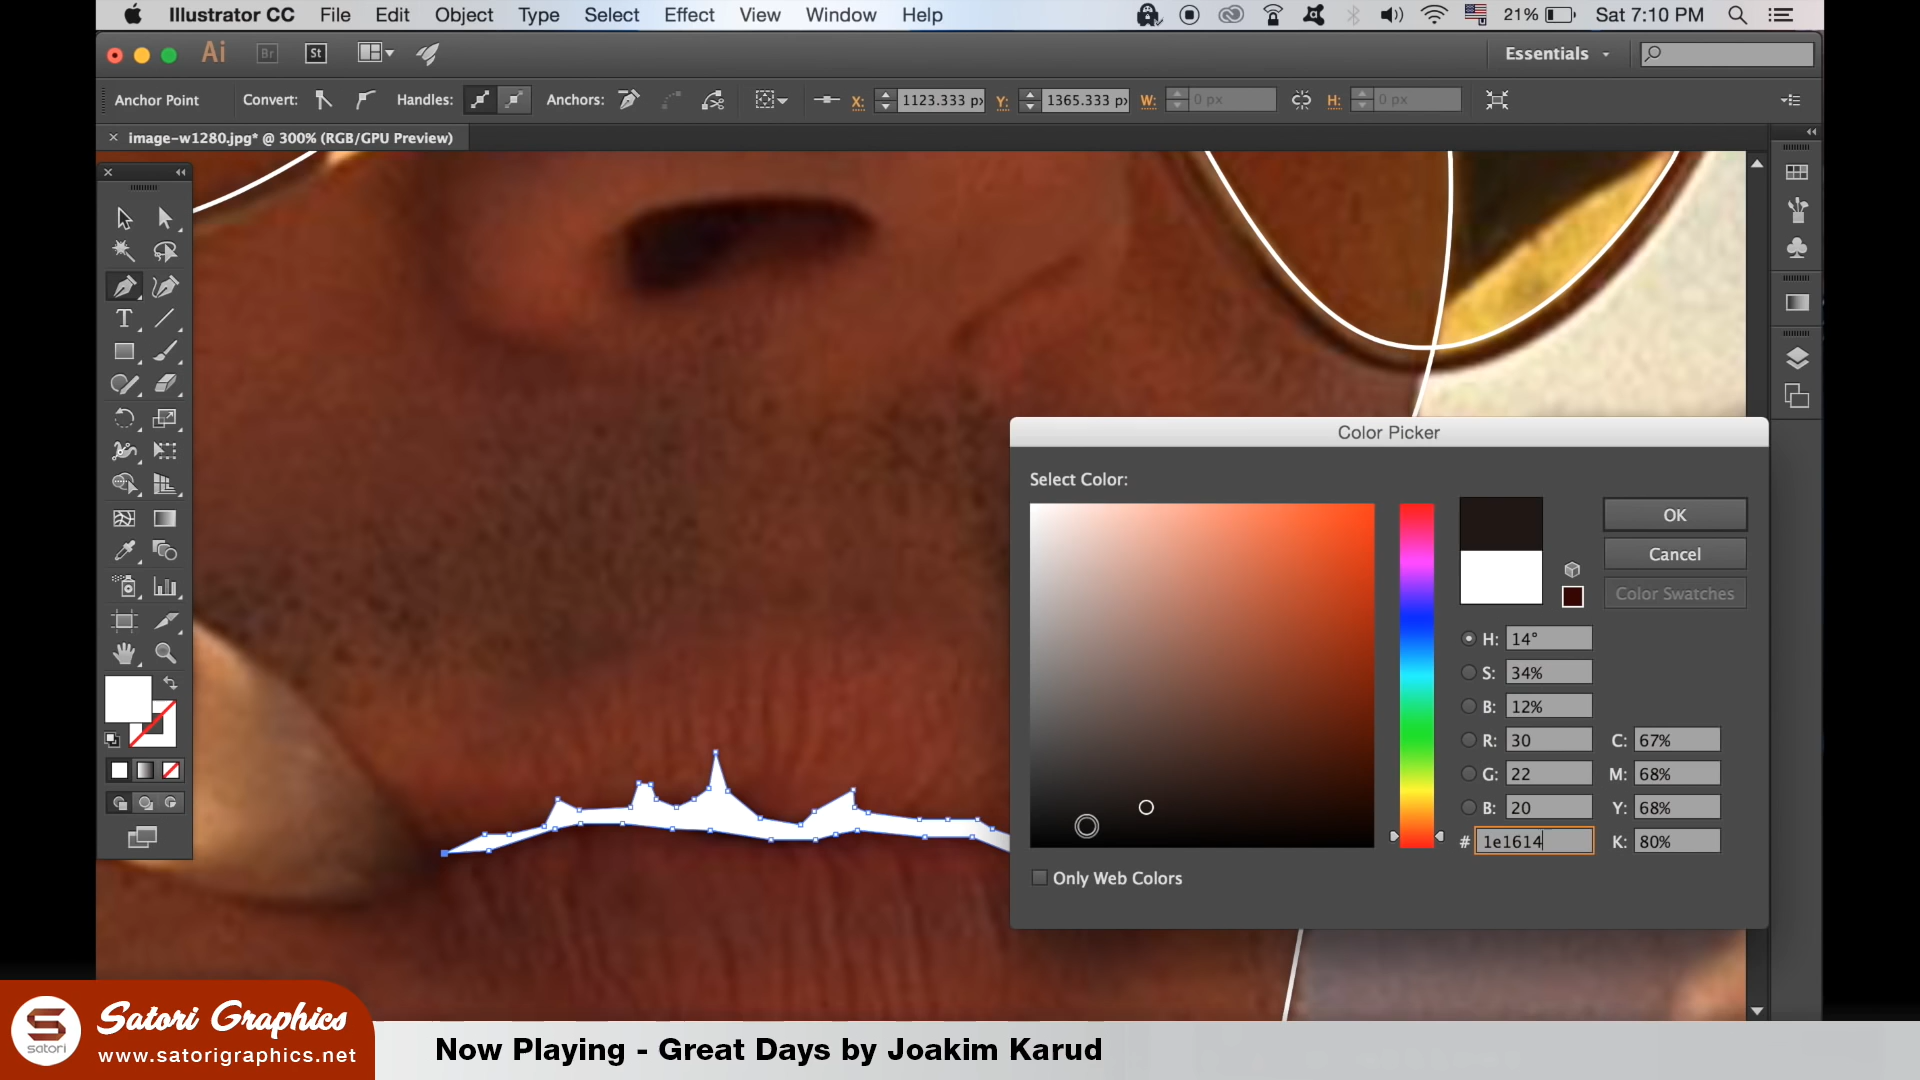 Illustrator CC File Edit Object Type Select Effect View Window Help 21% Sat 7:10 PM
Ai Br St Essentials
Anchor Point Convert: Handles: Anchors: X: 1123.333 px Y: 1365.333 px W: 0 px H: 0 px
image-w1280.jpg* @ 300% (RGB/GPU Preview)
Color Picker
Select Color:
OK
Cancel
Color Swatches
H: 14°
S: 34%
B: 12%
R: 30 C: 67%
G: 22 M: 68%
B: 20 Y: 68%
# 1e1614 K: 80%
Only Web Colors
Satori Graphics
satori
www.satorigraphics.net
Now Playing - Great Days by Joakim Karud